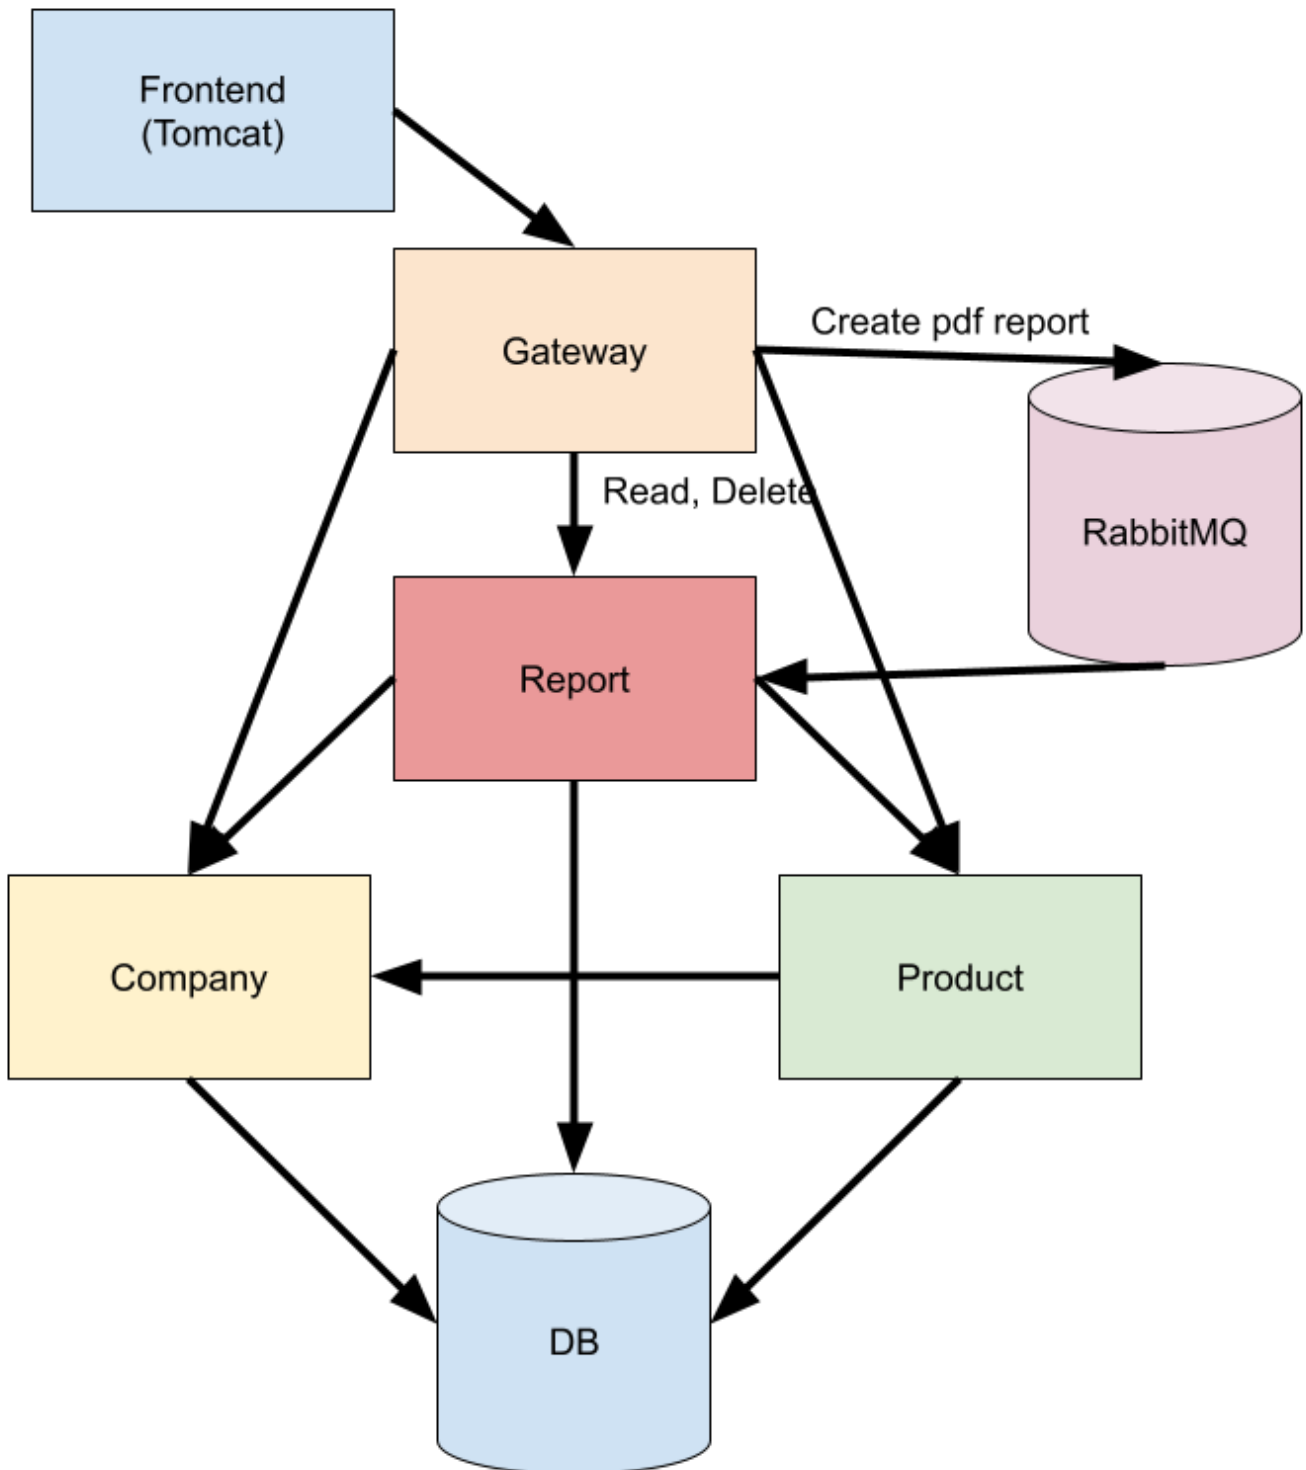 Frontend
(Tomcat)
Gateway
Create pdf report
Read, Delete
RabbitMQ
Report
Company
Product
DB